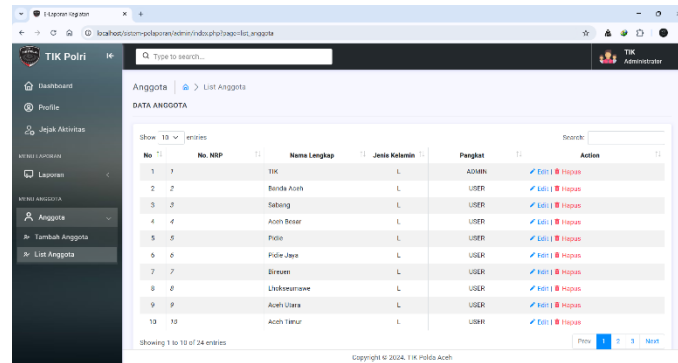 E-Laporan Kegiatan
localhost/sistem-pelaporan/admin/index.php?page=list_anggota
TIK Polri
Type to search...
TIK
Administrator
Dashboard
Profile
Jejak Aktivitas
MENU LAPORAN
Laporan
MENU ANGGOTA
Anggota
Tambah Anggota
List Anggota
Anggota List Anggota
DATA ANGGOTA
Show 10 entries Search:
No No. NRP Nama Lengkap Jenis Kelamin Pangkat Action
1 1 TIK L ADMIN Edit | Hapus
2 2 Banda Aceh L USER Edit | Hapus
3 3 Sabang L USER Edit | Hapus
4 4 Aceh Besar L USER Edit | Hapus
5 5 Pidie L USER Edit | Hapus
6 6 Pidie Jaya L USER Edit | Hapus
7 7 Bireuen L USER Edit | Hapus
8 8 Lhokseumawe L USER Edit | Hapus
9 9 Aceh Utara L USER Edit | Hapus
10 10 Aceh Timur L USER Edit | Hapus
Showing 1 to 10 of 24 entries
Prev 1 2 3 Next
Copyright © 2024. TIK Polda Aceh